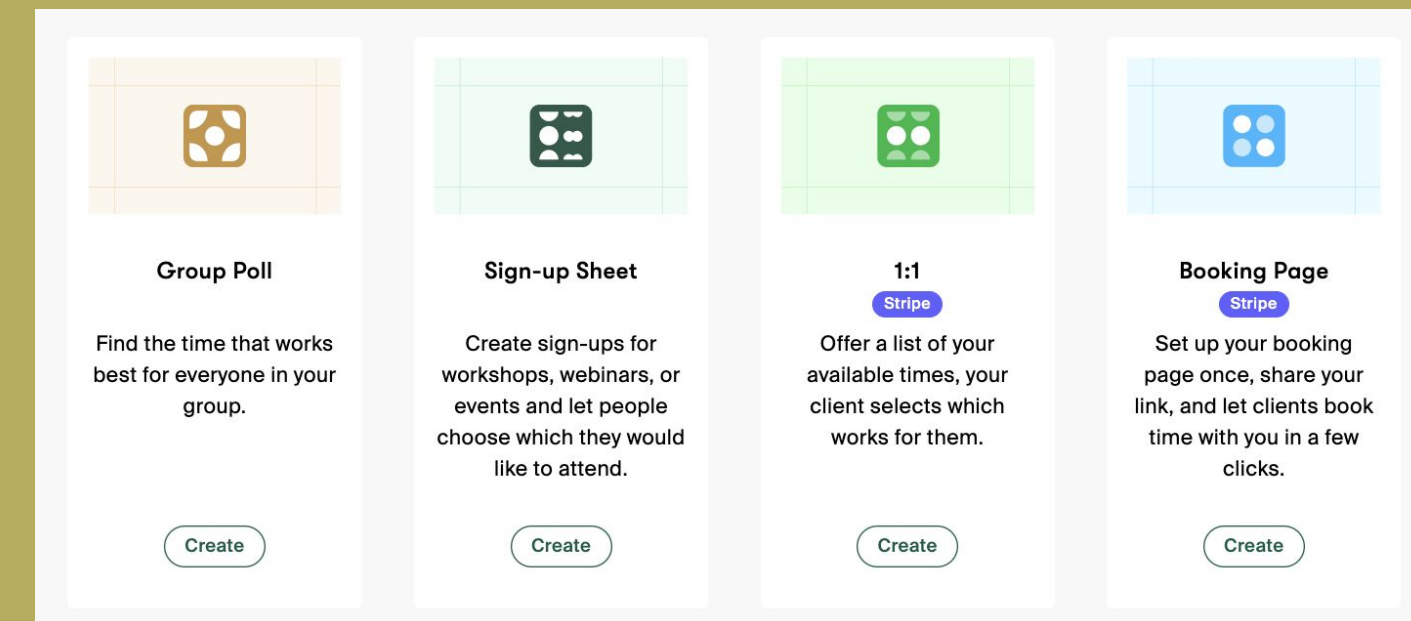 Group Poll
Find the time that works
best for everyone in your
group.
Create
Sign-up Sheet
Create sign-ups for
workshops, webinars, or
events and let people
choose which they would
like to attend.
Create
1:1
Stripe
Offer a list of your
available times, your
client selects which
works for them.
Create
Booking Page
Stripe
Set up your booking
page once, share your
link, and let clients book
time with you in a few
clicks.
Create